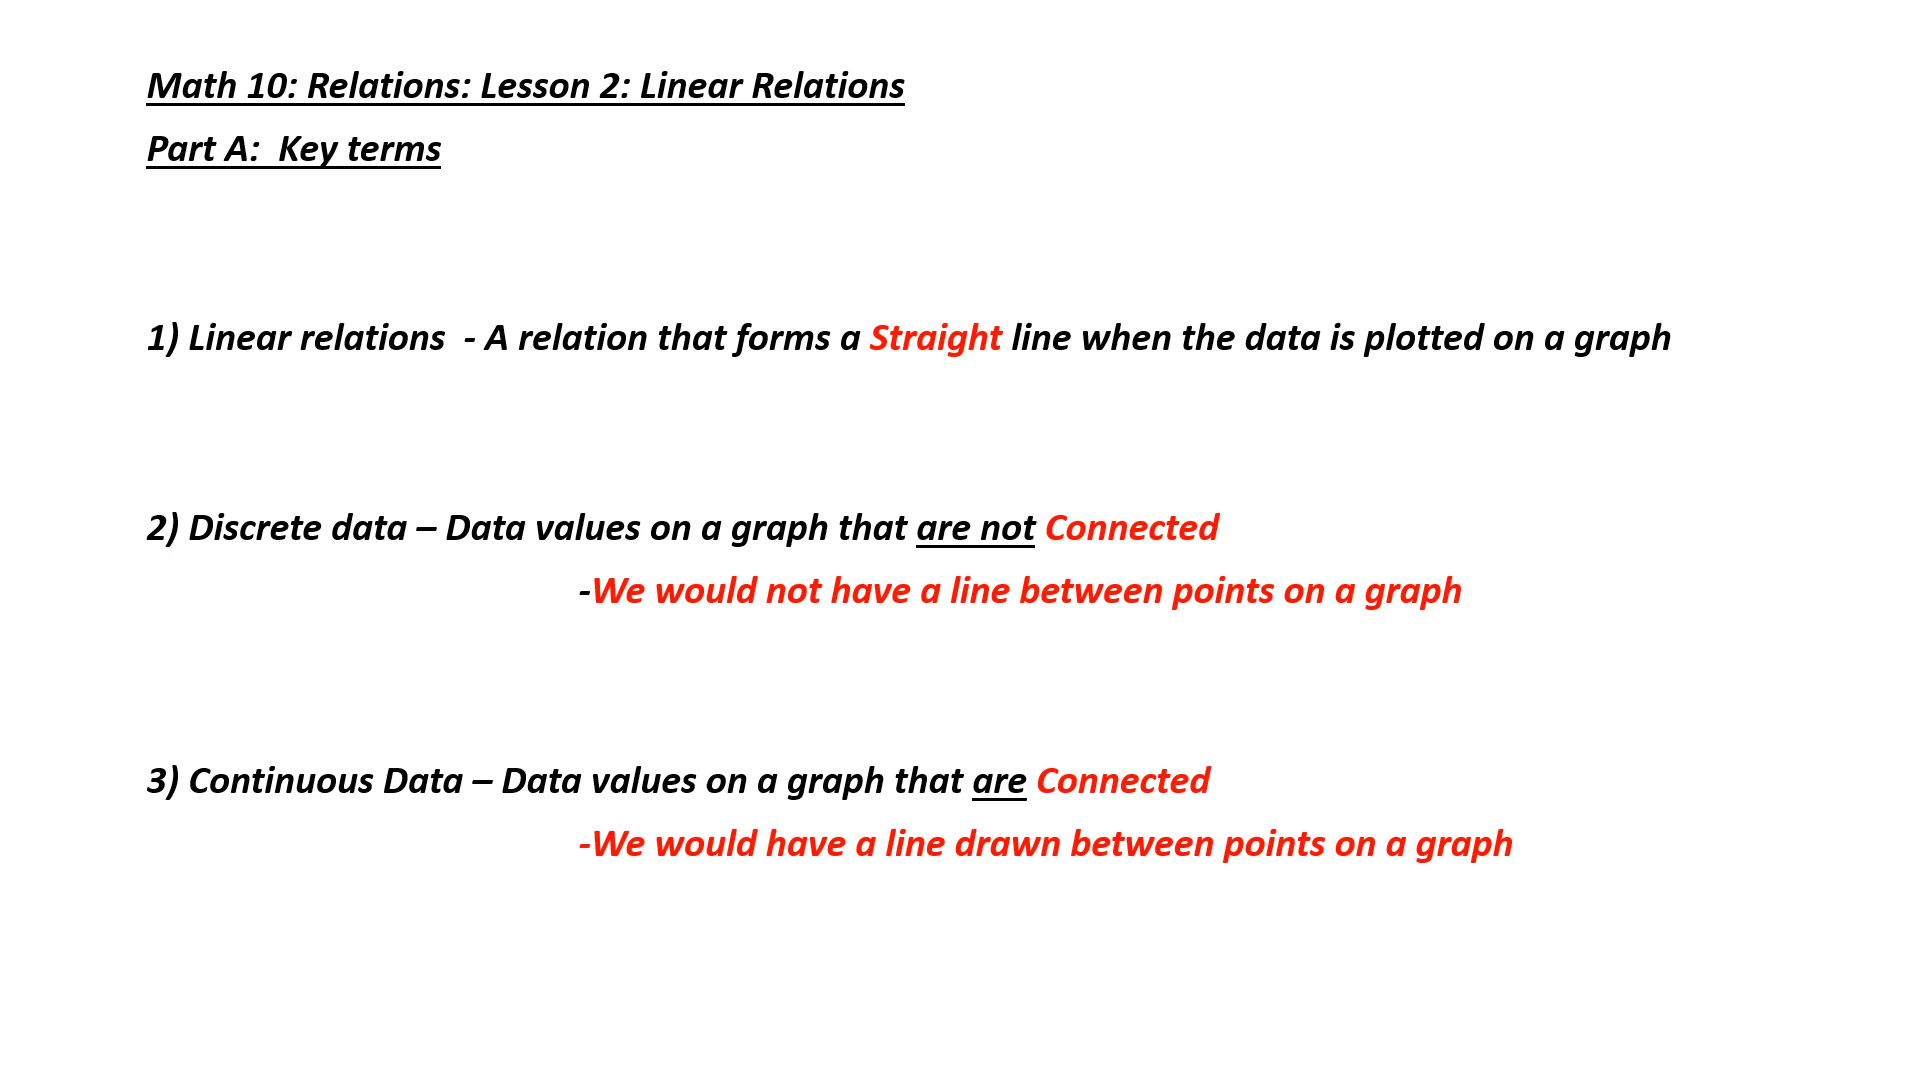 Math 10: Relations: Lesson 2: Linear Relations
Part A:  Key terms
1) Linear relations  - A relation that forms a Straight line when the data is plotted on a graph
2) Discrete data – Data values on a graph that are not Connected
-We would not have a line between points on a graph
3) Continuous Data – Data values on a graph that are Connected
-We would have a line drawn between points on a graph